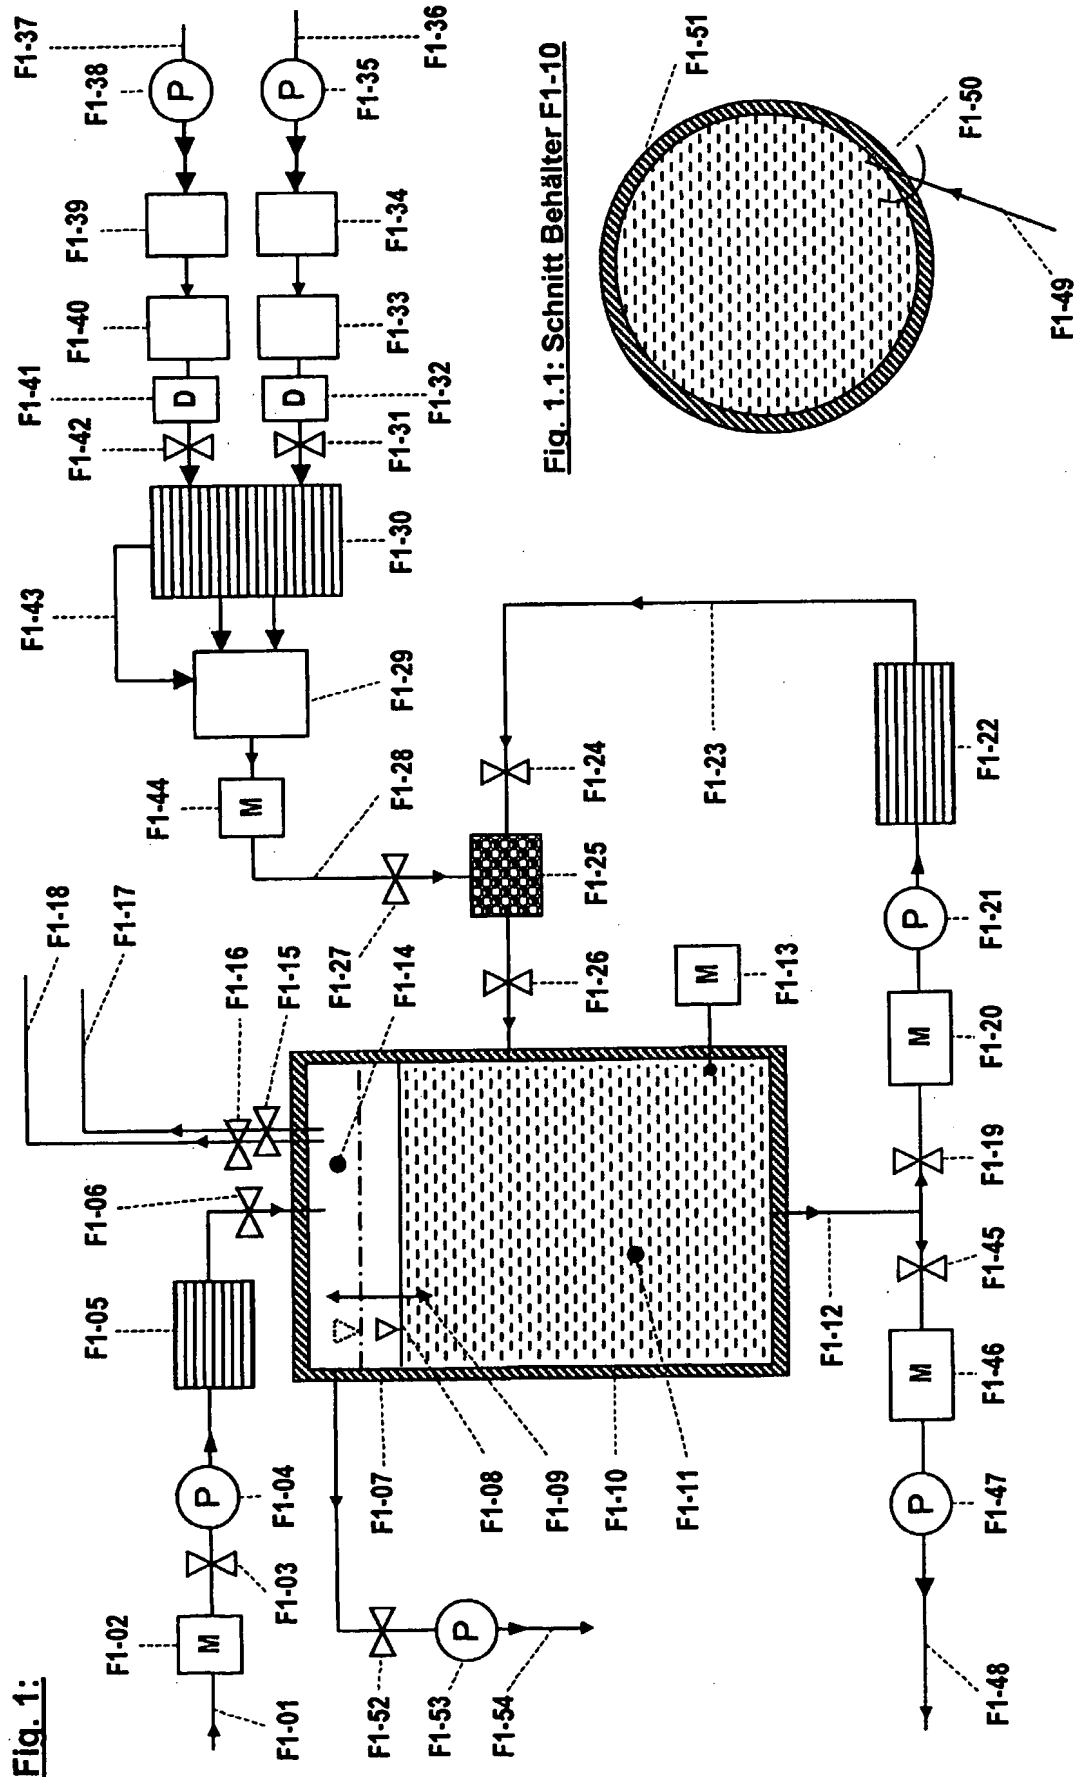 Fig. 1:
F1-01
F1-02
M
F1-03
F1-04
P
F1-05
F1-06
F1-16
F1-15
F1-18
F1-17
F1-44
M
F1-43
F1-29
F1-28
F1-30
F1-42
F1-41
D
F1-40
F1-39
F1-38
P
F1-37
F1-36
F1-35
P
F1-34
F1-33
F1-32
D
F1-31
F1-27
F1-14
F1-52
F1-53
P
F1-54
F1-07
F1-08
F1-09
F1-10
F1-11
F1-12
F1-13
M
F1-26
F1-25
F1-24
F1-23
F1-48
F1-47
P
F1-46
M
F1-45
F1-19
F1-20
M
F1-21
P
F1-22
Fig. 1.1: Schnitt Behälter F1-10
F1-51
F1-50
F1-49